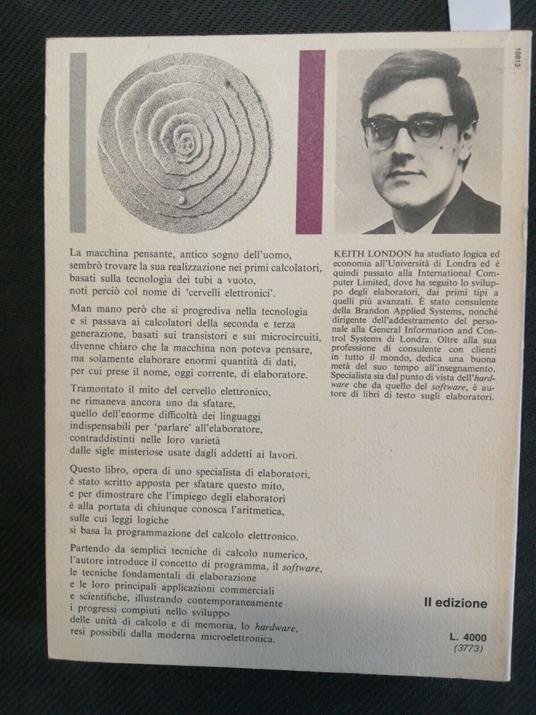 10813
La macchina pensante, antico sogno dell'uomo,
sembrò trovare la sua realizzazione nei primi calcolatori,
basati sulla tecnologia dei tubi a vuoto,
noti perciò col nome di 'cervelli elettronici'.
Man mano però che si progrediva nella tecnologia
e si passava ai calcolatori della seconda e terza
generazione, basati sui transistori e sui microcircuiti,
divenne chiaro che la macchina non poteva pensare,
ma solamente elaborare enormi quantità di dati,
per cui prese il nome, oggi corrente, di elaboratore.
Tramontato il mito del cervello elettronico,
ne rimaneva ancora uno da sfatare,
quello dell'enorme difficoltà dei linguaggi
indispensabili per 'parlare' all'elaboratore,
contraddistinti nelle loro varietà
dalle sigle misteriose usate dagli addetti ai lavori.
Questo libro, opera di uno specialista di elaboratori,
è stato scritto apposta per sfatare questo mito,
e per dimostrare che l'impiego degli elaboratori
è alla portata di chiunque conosca l'aritmetica,
sulle cui leggi logiche
si basa la programmazione del calcolo elettronico.
Partendo da semplici tecniche di calcolo numerico,
l'autore introduce il concetto di programma, il software,
le tecniche fondamentali di elaborazione
e le loro principali applicazioni commerciali
e scientifiche, illustrando contemporaneamente
i progressi compiuti nello sviluppo
delle unità di calcolo e di memoria, lo hardware,
resi possibili dalla moderna microelettronica.
KEITH LONDON ha studiato logica ed
economia all'Università di Londra ed è
quindi passato alla International Com-
puter Limited, dove ha seguito lo svilup-
po degli elaboratori, dai primi tipi a
quelli più avanzati. È stato consulente
della Brandon Applied Systems, nonché
dirigente dell'addestramento del perso-
nale alla General Information and Con-
trol Systems di Londra. Oltre alla sua
professione di consulente con clienti
in tutto il mondo, dedica una buona
metà del suo tempo all'insegnamento.
Specialista sia dal punto di vista dell'hard-
ware che da quello del software, è au-
tore di libri di testo sugli elaboratori.
II edizione
L. 4000
(3773)